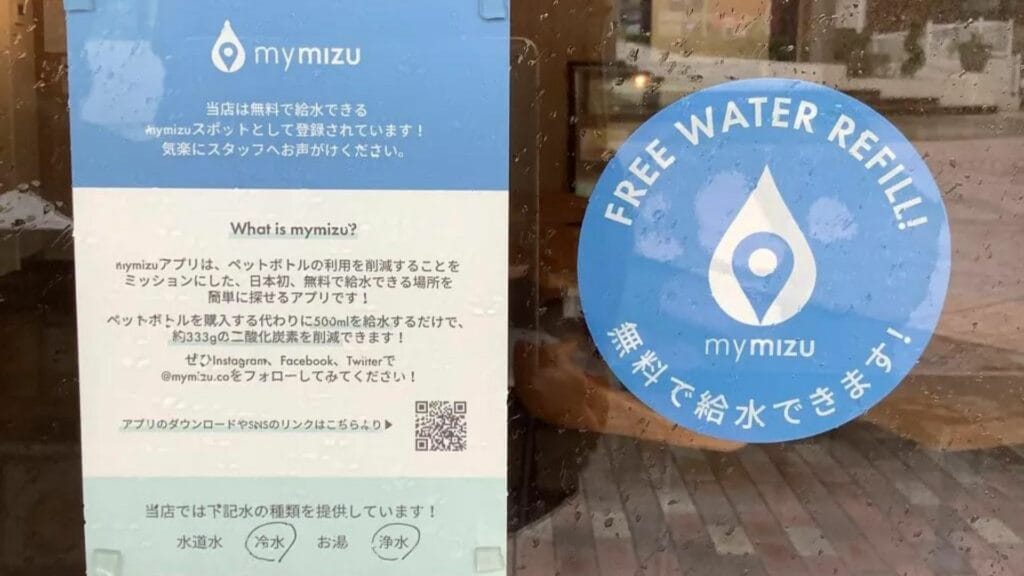 mymizu
当店は無料で給水できる
mymizuスポットとして登録されています！
気楽にスタッフへお声がけください。
What is mymizu?
mymizuアプリは、ペットボトルの利用を削減することを
ミッションにした、日本初、無料で給水できる場所を
簡単に探せるアプリです！
ペットボトルを購入する代わりに500mlを給水するだけで、
約333gの二酸化炭素を削減できます！
ぜひInstagram、Facebook、Twitterで
@mymizu.coをフォローしてみてください！
アプリのダウンロードやSNSのリンクはこちらより▶
当店では下記水の種類を提供しています！
水道水 冷水 お湯 浄水
FREE WATER REFILL!
mymizu
無料で給水できます！